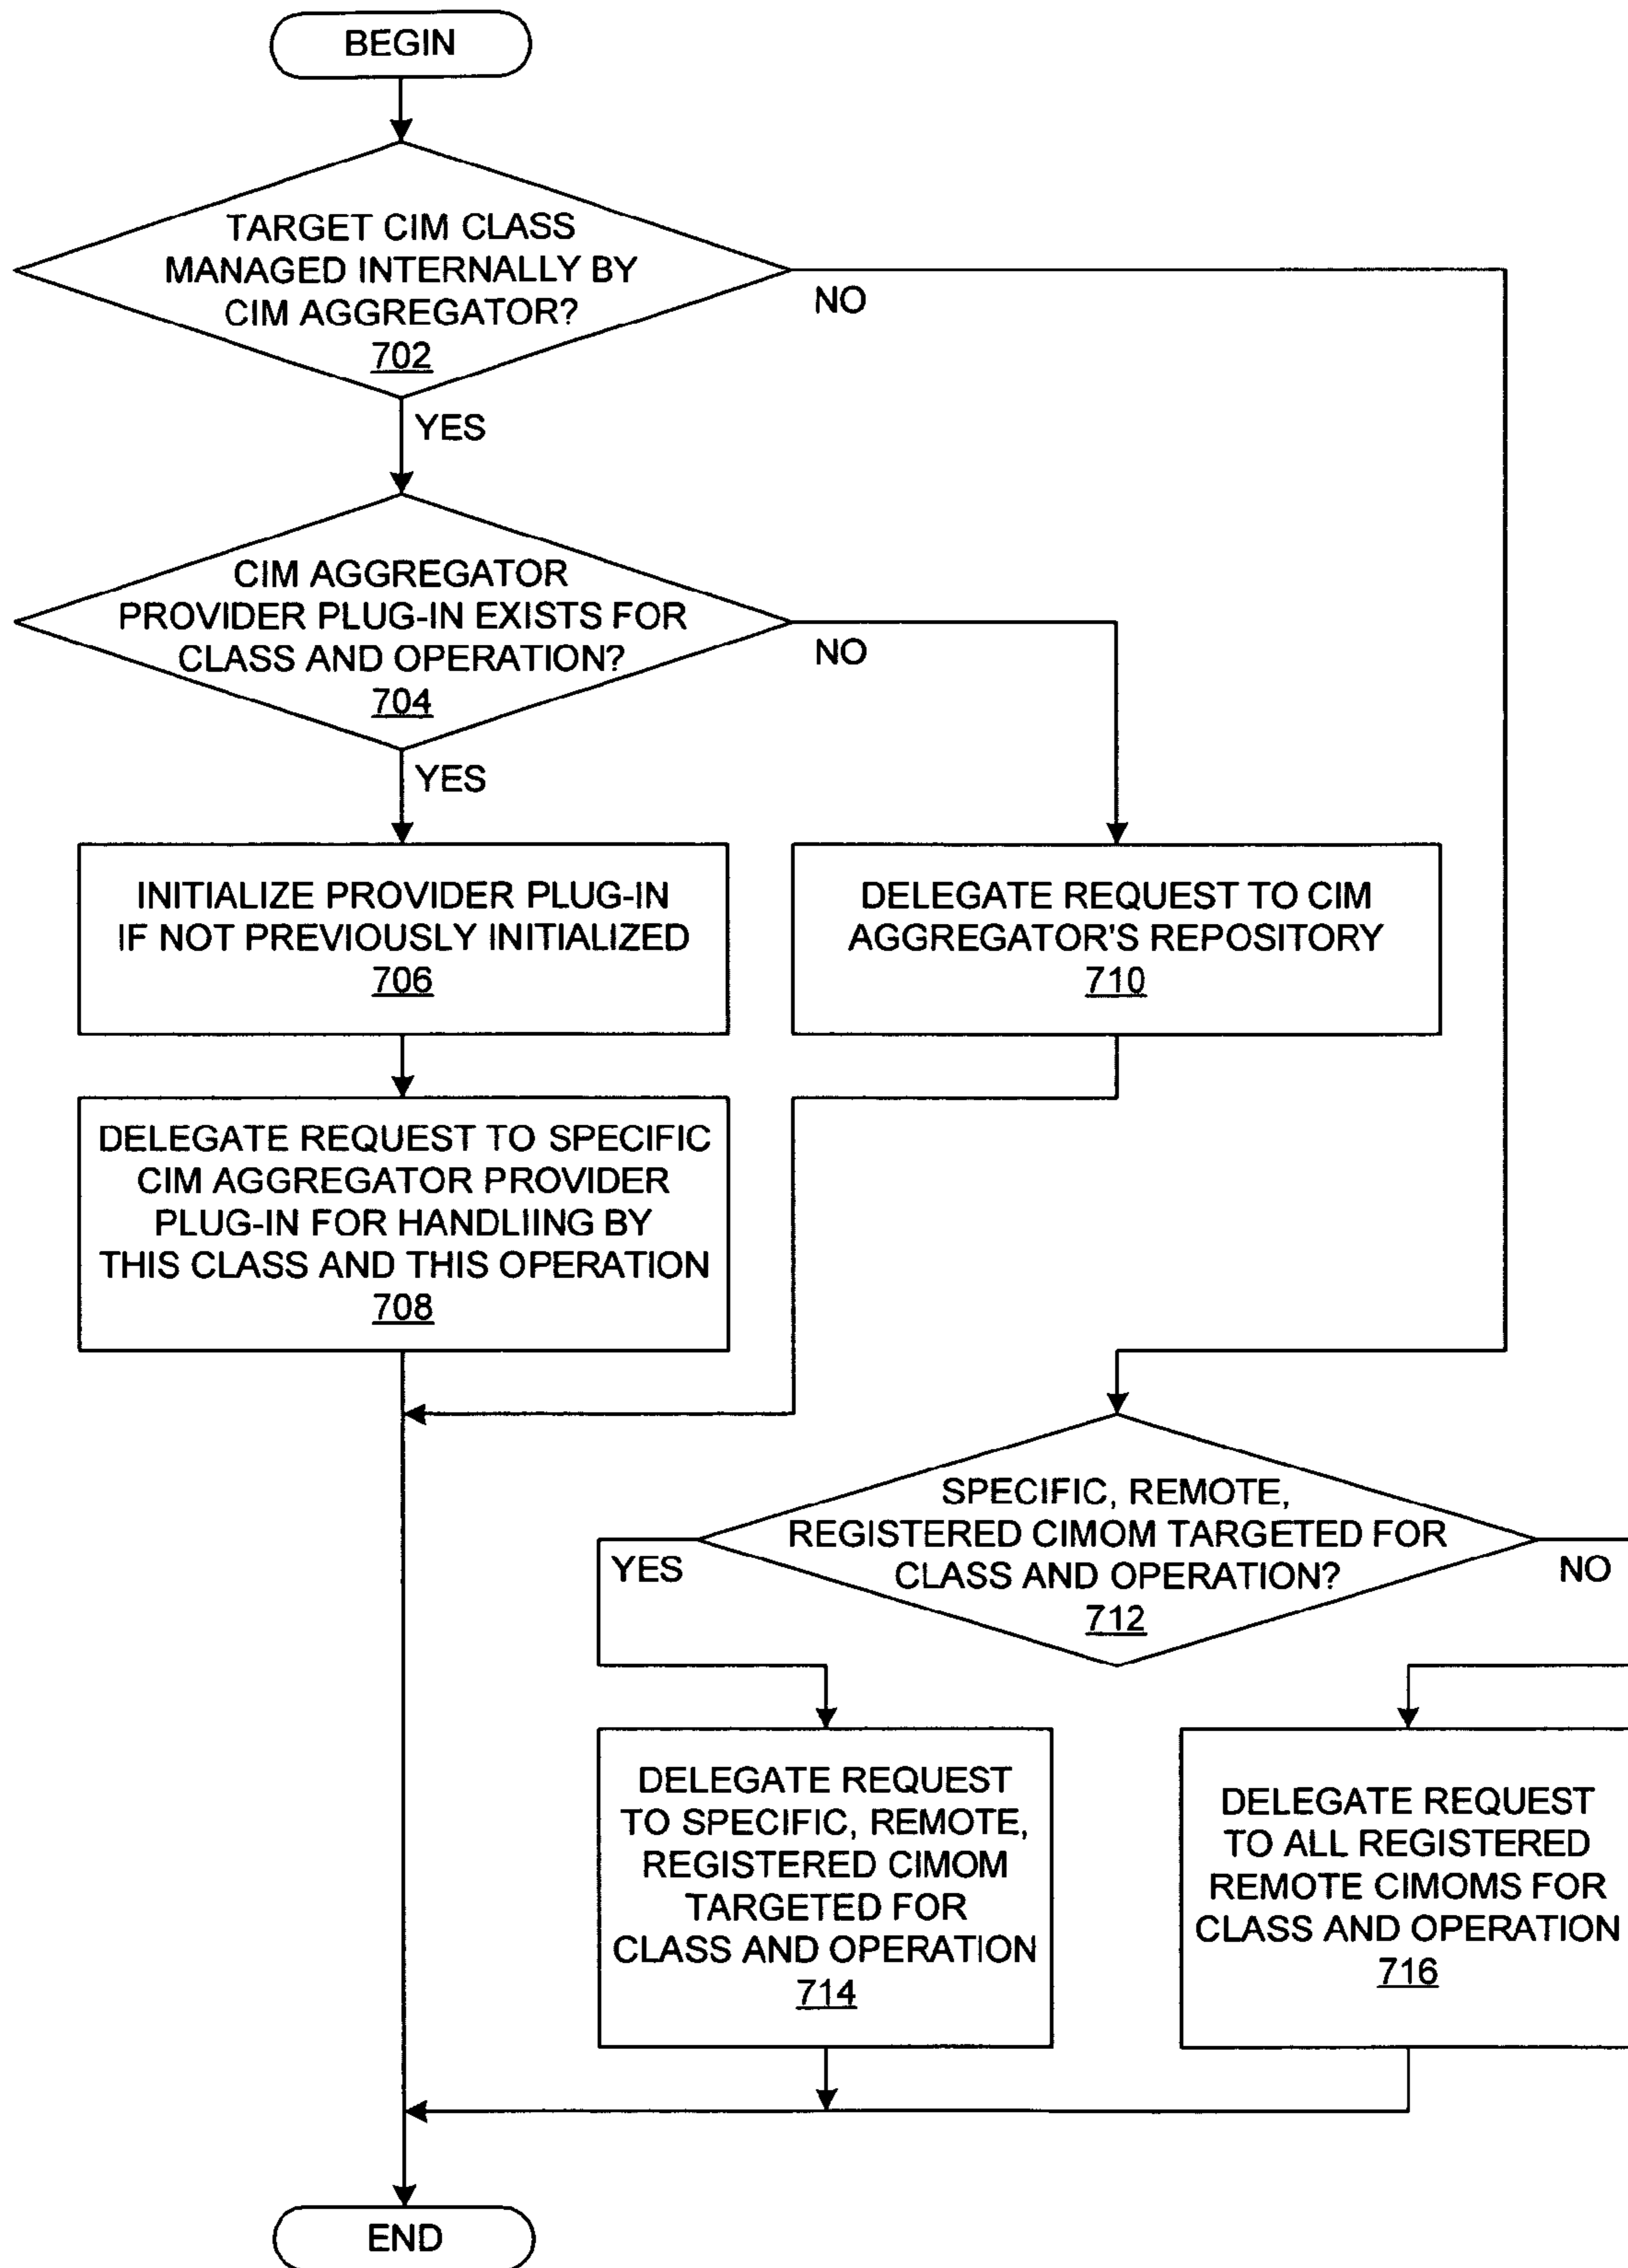 BEGIN
TARGET CIM CLASS
MANAGED INTERNALLY BY
CIM AGGREGATOR?
702
NO
YES
CIM AGGREGATOR
PROVIDER PLUG-IN EXISTS FOR
CLASS AND OPERATION?
704
NO
YES
INITIALIZE PROVIDER PLUG-IN
IF NOT PREVIOUSLY INITIALIZED
706
DELEGATE REQUEST TO CIM
AGGREGATOR'S REPOSITORY
710
DELEGATE REQUEST TO SPECIFIC
CIM AGGREGATOR PROVIDER
PLUG-IN FOR HANDLIING BY
THIS CLASS AND THIS OPERATION
708
SPECIFIC, REMOTE,
REGISTERED CIMOM TARGETED FOR
CLASS AND OPERATION?
712
YES
NO
DELEGATE REQUEST
TO SPECIFIC, REMOTE,
REGISTERED CIMOM
TARGETED FOR
CLASS AND OPERATION
714
DELEGATE REQUEST
TO ALL REGISTERED
REMOTE CIMOMS FOR
CLASS AND OPERATION
716
END